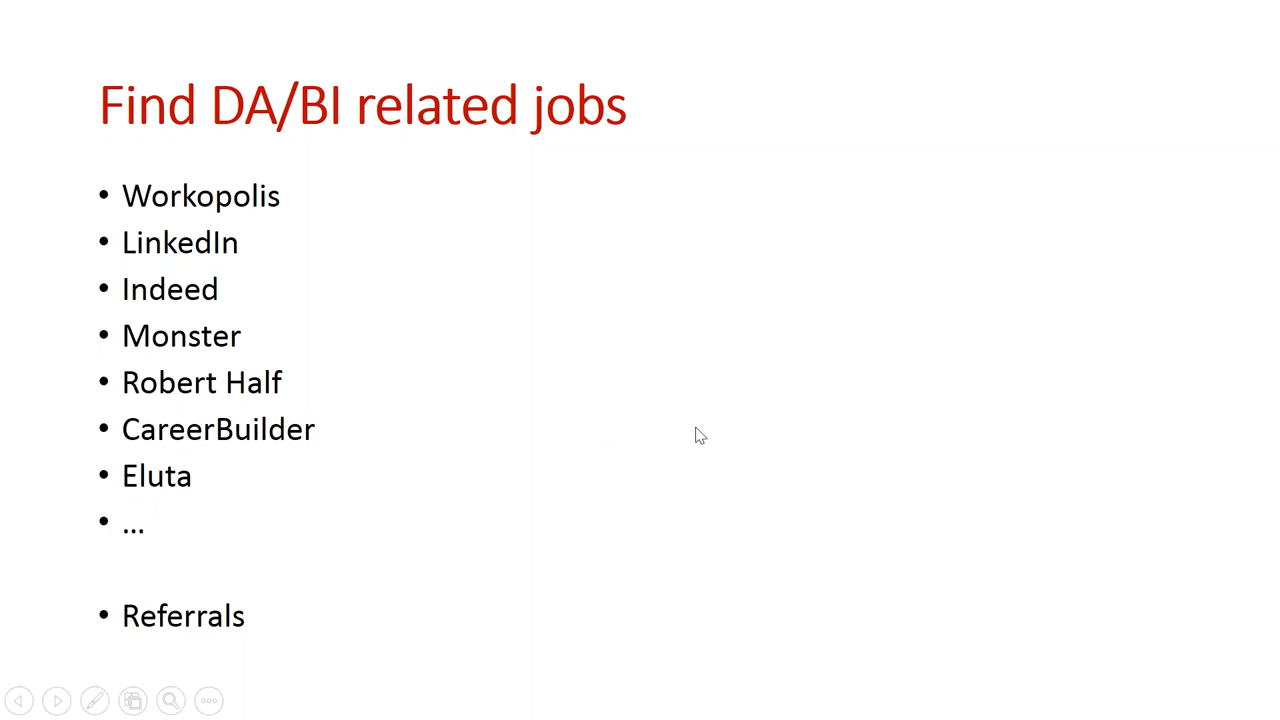 Find DA/BI related jobs
• Workopolis
• LinkedIn
• Indeed
• Monster
• Robert Half
• CareerBuilder
• Eluta
• ...
• Referrals